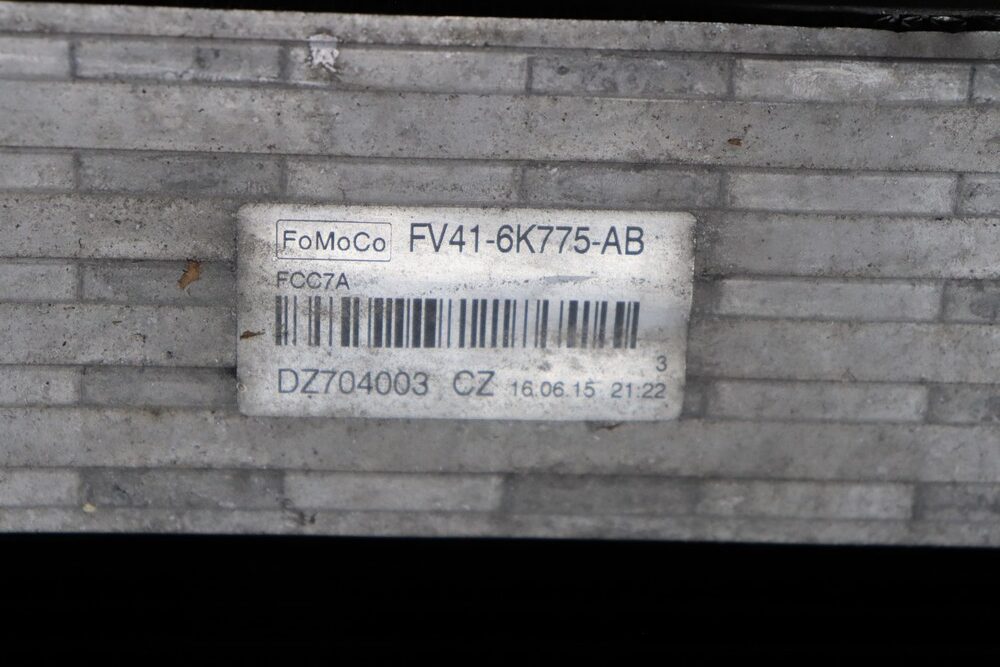 FoMoCo FV41-6K775-AB
FCC7A
3
DZ704003 CZ 16.06.15 21:22